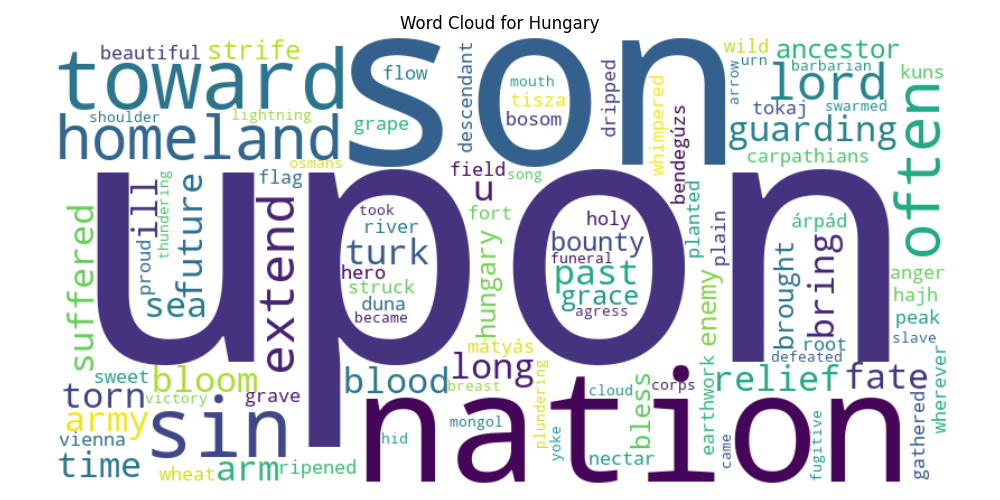 Word Cloud for Hungary
beautiful
strife
toward
son
flow
descendant
mouth
tisza
bosom
dripped
whimpered
wild
urn
arrow
barbarian
ancestor
lord
kuns
tokaj
swarmed
guarding
carpathians
often
shoulder
lightning
homeland
grape
osmans
flag
field
song
u
bendegúzs
planted
plain
upon
ill
thundering
proud
future
sea
suffered
extend
took
river
turk
hero
struck
duna
became
fort
hungary
holy
bounty
funeral
past
grace
agress
árpád
brought
bring
anger
hajh
peak
slave
root
defeated
enemy
mátyás
long
breast
sweet
bloom
torn
victory
grave
blood
army
sin
vienna
time
wheat
arm
ripened
nation
hid
mongol
plundering
yoke
cloud
nectar
corps
bless
earthwork
relief
fate
came
fugitive
gathered
wherever